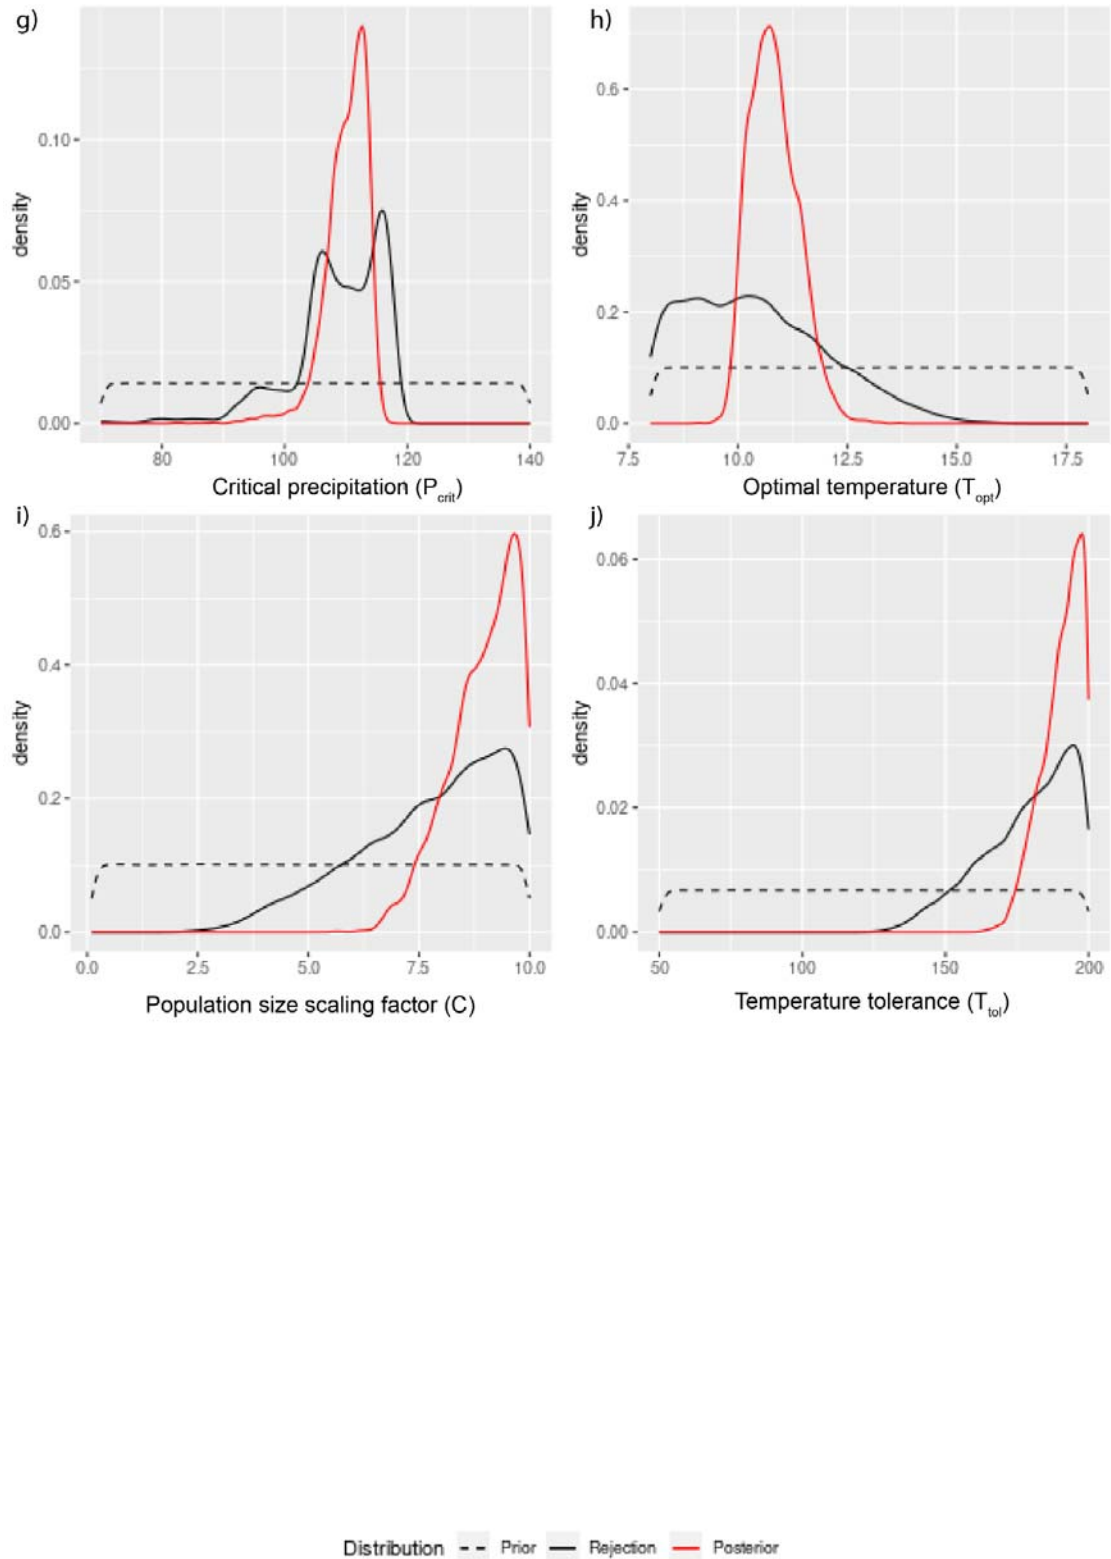 g)
density
0.10
0.05
0.00
80 100 120 140
Critical precipitation (Pcrit)
h)
density
0.6
0.4
0.2
0.0
7.5 10.0 12.5 15.0 17.5
Optimal temperature (Topt)
i)
density
0.6
0.4
0.2
0.0
0.0 2.5 5.0 7.5 10.0
Population size scaling factor (C)
j)
density
0.06
0.04
0.02
0.00
50 100 150 200
Temperature tolerance (Ttol)
Distribution Prior Rejection Posterior